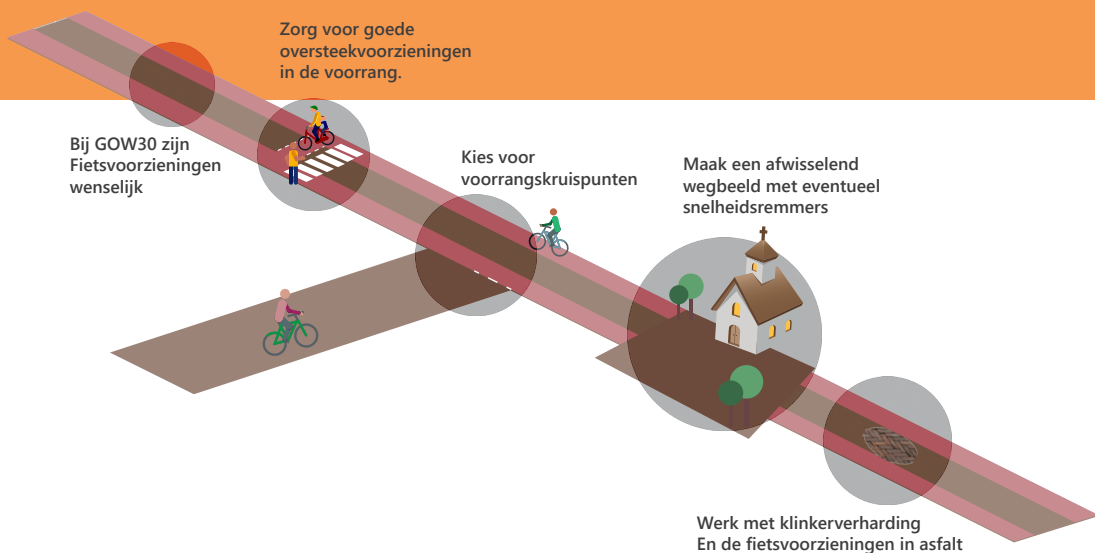 Zorg voor goede
oversteekvoorzieningen
in de voorrang.
Bij GOW30 zijn
Fietsvoorzieningen
wenselijk
Kies voor
voorrangskruispunten
Maak een afwisselend
wegbeeld met eventueel
snelheidsremmers
Werk met klinkerverharding
En de fietsvoorzieningen in asfalt